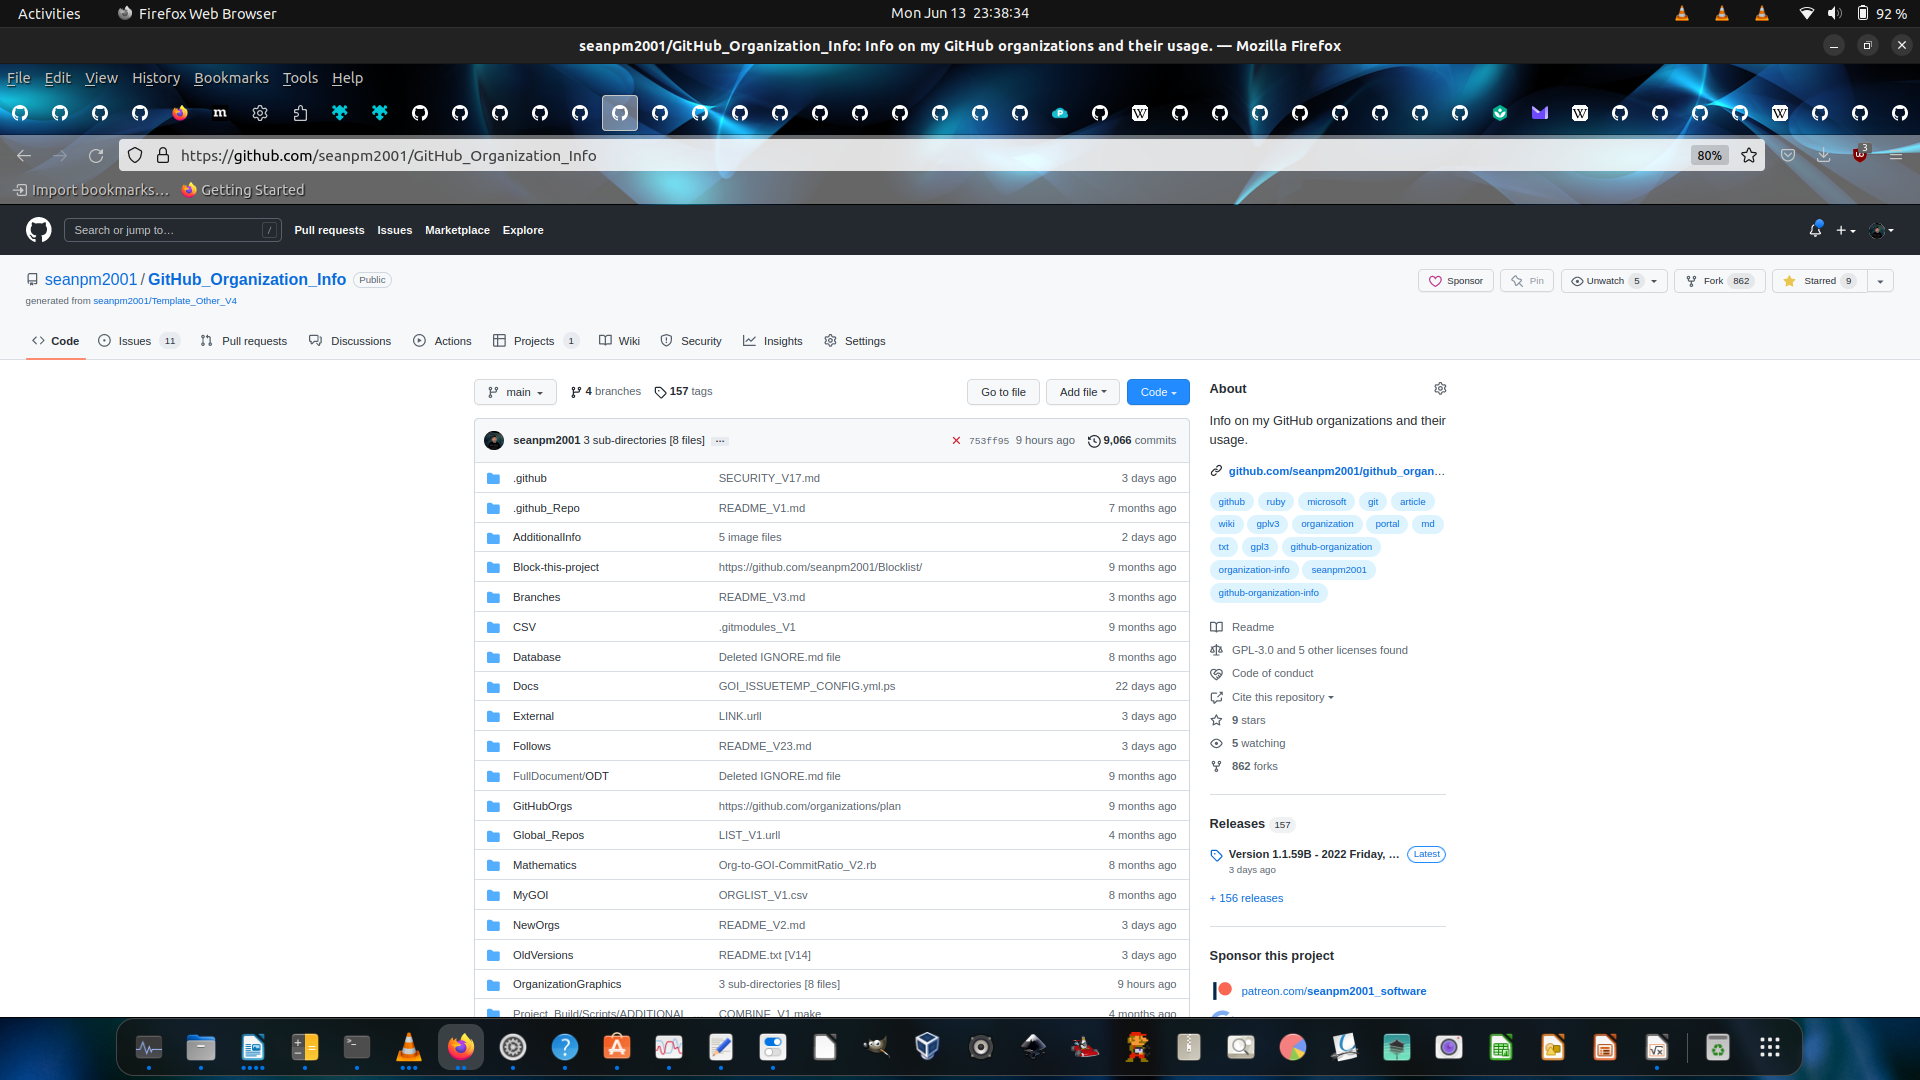 Activities Firefox Web Browser Mon Jun 13 23:38:34 92 %
seanpm2001/GitHub_Organization_Info: Info on my GitHub organizations and their usage. — Mozilla Firefox
File Edit View History Bookmarks Tools Help
https://github.com/seanpm2001/GitHub_Organization_Info 80% 3
Import bookmarks… Getting Started
Search or jump to… / Pull requests Issues Marketplace Explore
seanpm2001 / GitHub_Organization_Info Public Sponsor Pin Unwatch 5 Fork 862 Starred 9
generated from seanpm2001/Template_Other_V4
Code Issues 11 Pull requests Discussions Actions Projects 1 Wiki Security Insights Settings
main 4 branches 157 tags Go to file Add file Code
seanpm2001 3 sub-directories [8 files] ... 753ff95 9 hours ago 9,066 commits
.github SECURITY_V17.md 3 days ago
.github_Repo README_V1.md 7 months ago
AdditionalInfo 5 image files 2 days ago
Block-this-project https://github.com/seanpm2001/Blocklist/ 9 months ago
Branches README_V3.md 3 months ago
CSV .gitmodules_V1 9 months ago
Database Deleted IGNORE.md file 8 months ago
Docs GOI_ISSUETEMP_CONFIG.yml.ps 22 days ago
External LINK.urll 3 days ago
Follows README_V23.md 3 days ago
FullDocument/ODT Deleted IGNORE.md file 9 months ago
GitHubOrgs https://github.com/organizations/plan 9 months ago
Global_Repos LIST_V1.urll 4 months ago
Mathematics Org-to-GOI-CommitRatio_V2.rb 8 months ago
MyGOI ORGLIST_V1.csv 8 months ago
NewOrgs README_V2.md 3 days ago
OldVersions README.txt [V14] 3 days ago
OrganizationGraphics 3 sub-directories [8 files] 9 hours ago
Project_Build/Scripts/ADDITIONAL_... COMBINE_V1.make 4 months ago
About
Info on my GitHub organizations and their
usage.
github.com/seanpm2001/github_organ…
github ruby microsoft git article
wiki gplv3 organization portal md
txt gpl3 github-organization
organization-info seanpm2001
github-organization-info
Readme
GPL-3.0 and 5 other licenses found
Code of conduct
Cite this repository
9 stars
5 watching
862 forks
Releases 157
Version 1.1.59B - 2022 Friday, ... Latest
3 days ago
+ 156 releases
Sponsor this project
patreon.com/seanpm2001_software